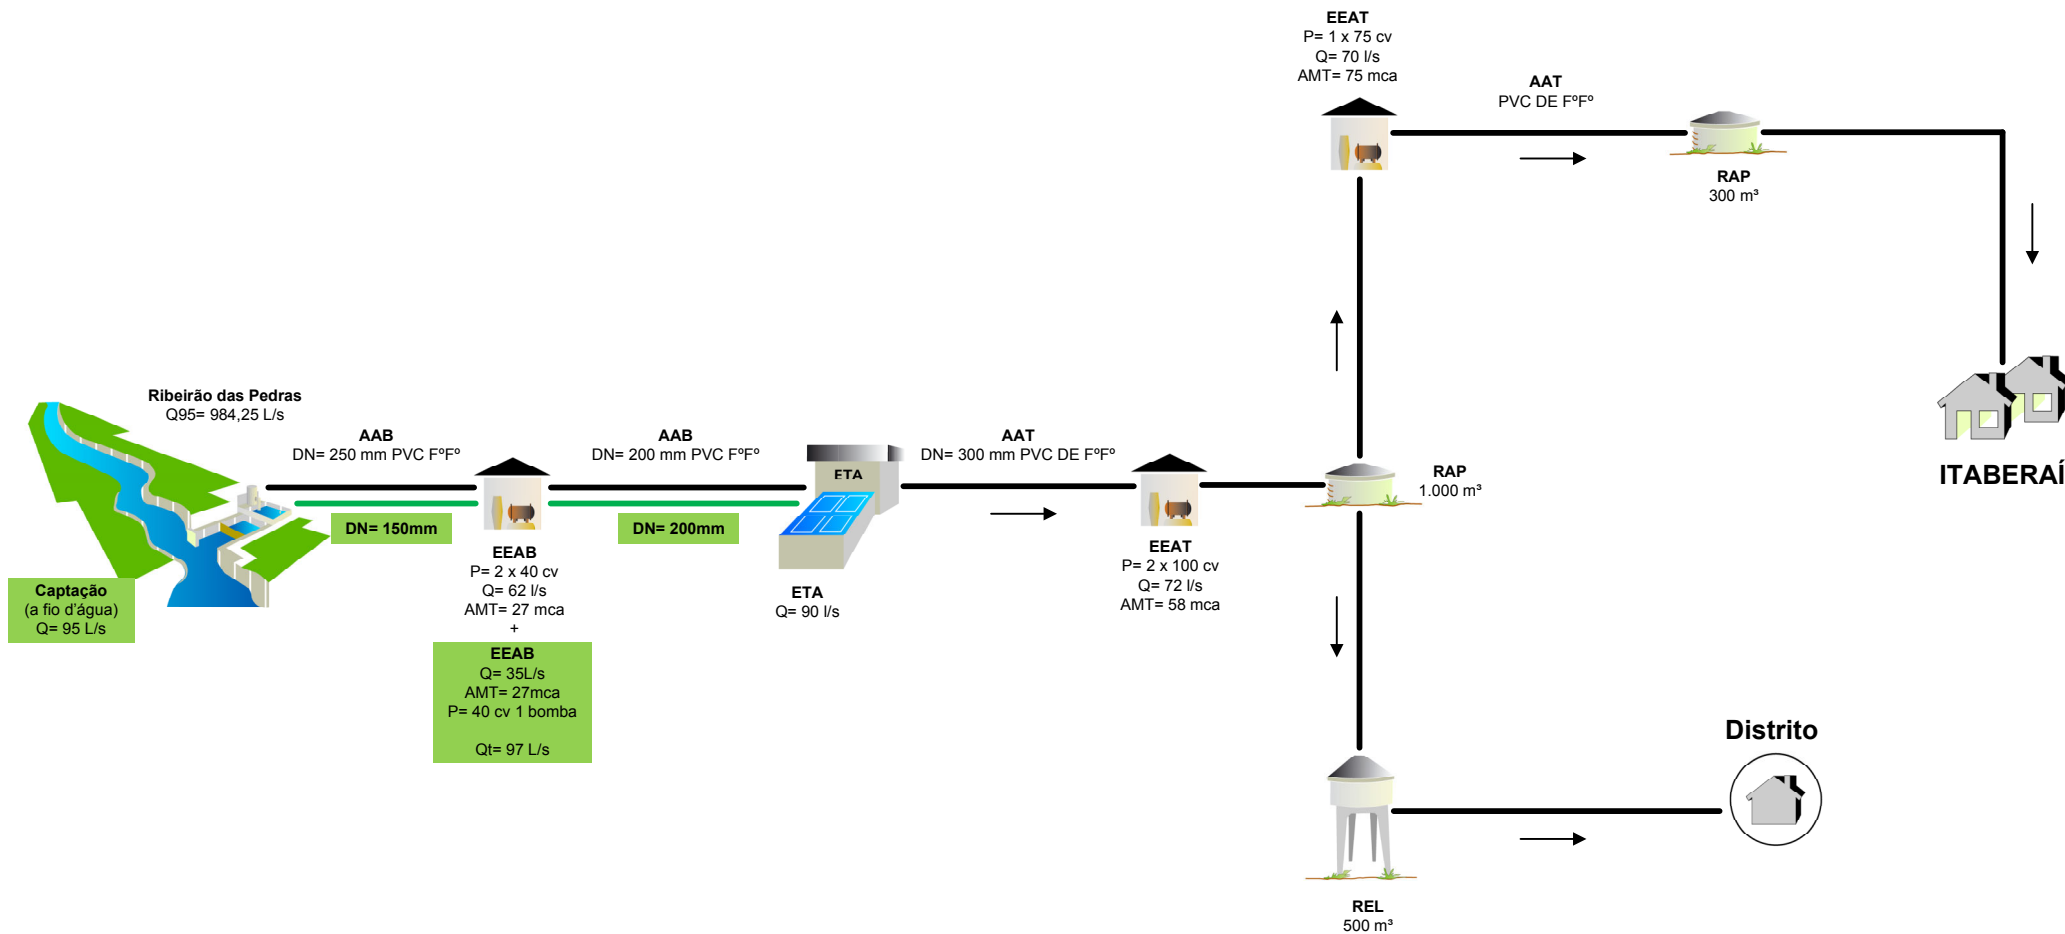 EEAT
P= 1 x 75 cv
Q= 70 l/s
AMT= 75 mca
AAT
PVC DE FºFº
RAP
300 m³
Ribeirão das Pedras
Q95= 984,25 L/s
AAB
DN= 250 mm PVC FºFº
AAB
DN= 200 mm PVC FºFº
ETA
AAT
DN= 300 mm PVC DE FºFº
RAP
1.000 m³
ITABERAÍ
DN= 150mm
DN= 200mm
EEAB
P= 2 x 40 cv
Q= 62 l/s
AMT= 27 mca
+
EEAB
Q= 35L/s
AMT= 27mca
P= 40 cv 1 bomba
Qt= 97 L/s
Captação
(a fio d’água)
Q= 95 L/s
ETA
Q= 90 l/s
EEAT
P= 2 x 100 cv
Q= 72 l/s
AMT= 58 mca
Distrito
REL
500 m³